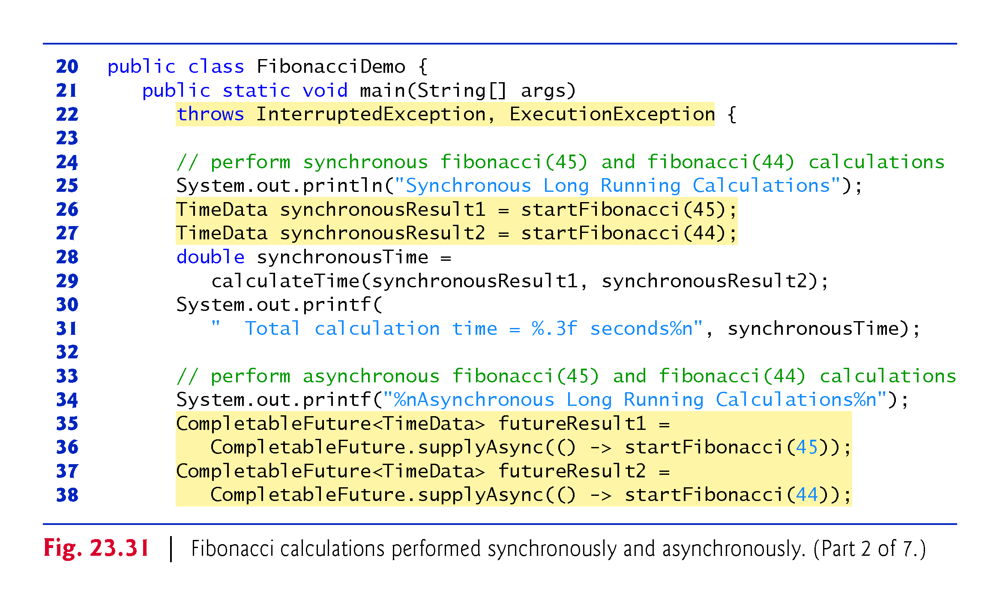 20 public class FibonacciDemo {
21 public static void main(String[] args)
22 throws InterruptedException, ExecutionException {
23
24 // perform synchronous fibonacci(45) and fibonacci(44) calculations
25 System.out.println("Synchronous Long Running Calculations");
26 TimeData synchronousResult1 = startFibonacci(45);
27 TimeData synchronousResult2 = startFibonacci(44);
28 double synchronousTime =
29 calculateTime(synchronousResult1, synchronousResult2);
30 System.out.printf(
31 "  Total calculation time = %.3f seconds%n", synchronousTime);
32
33 // perform asynchronous fibonacci(45) and fibonacci(44) calculations
34 System.out.printf("%nAsynchronous Long Running Calculations%n");
35 CompletableFuture<TimeData> futureResult1 =
36 CompletableFuture.supplyAsync(() -> startFibonacci(45));
37 CompletableFuture<TimeData> futureResult2 =
38 CompletableFuture.supplyAsync(() -> startFibonacci(44));
Fig. 23.31 | Fibonacci calculations performed synchronously and asynchronously. (Part 2 of 7.)